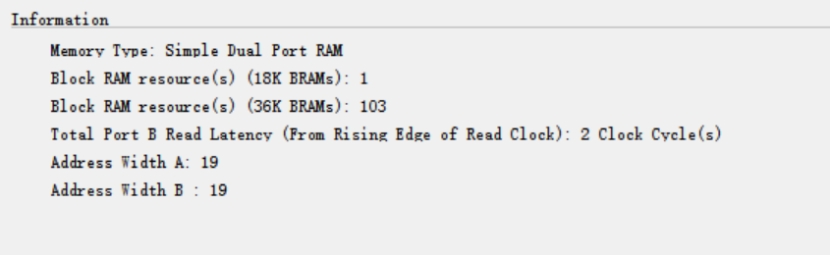 Information
Memory Type: Simple Dual Port RAM
Block RAM resource(s) (18K BRAMs): 1
Block RAM resource(s) (36K BRAMs): 103
Total Port B Read Latency (From Rising Edge of Read Clock): 2 Clock Cycle(s)
Address Width A: 19
Address Width B : 19